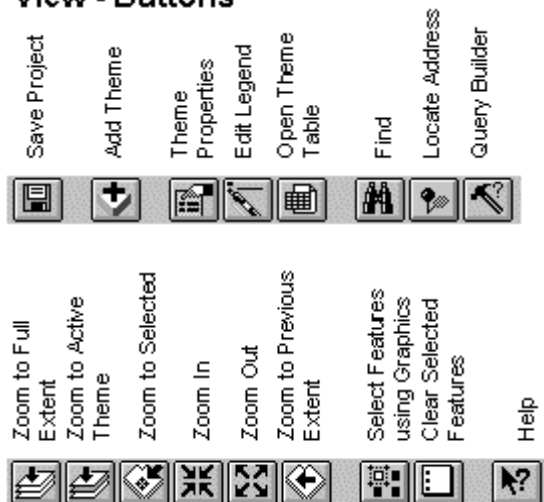 View - Buttons
Save Project
Add Theme
Theme
Properties
Edit Legend
Open Theme
Table
Find
Locate Address
Query Builder
Zoom to Full
Extent
Zoom to Active
Theme
Zoom to Selected
Zoom In
Zoom Out
Zoom to Previous
Extent
Select Features
using Graphics
Clear Selected
Features
Help